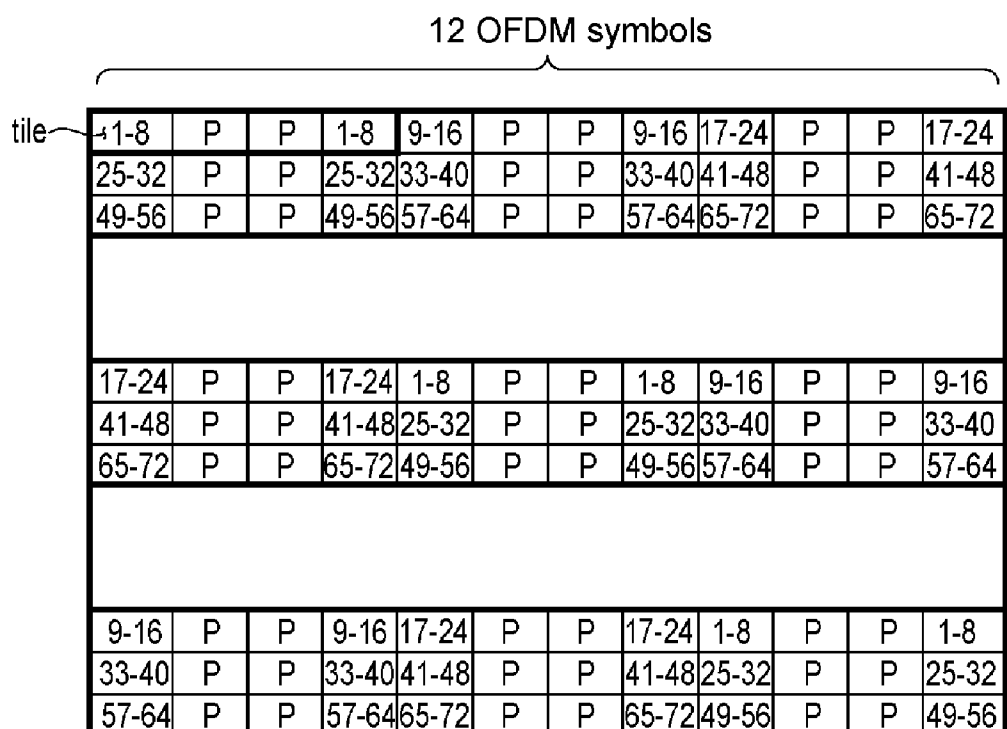 12 OFDM symbols
tile
1-8 P P 1-8 9-16 P P 9-16 17-24 P P 17-24
25-32 P P 25-32 33-40 P P 33-40 41-48 P P 41-48
49-56 P P 49-56 57-64 P P 57-64 65-72 P P 65-72
17-24 P P 17-24 1-8 P P 1-8 9-16 P P 9-16
41-48 P P 41-48 25-32 P P 25-32 33-40 P P 33-40
65-72 P P 65-72 49-56 P P 49-56 57-64 P P 57-64
9-16 P P 9-16 17-24 P P 17-24 1-8 P P 1-8
33-40 P P 33-40 41-48 P P 41-48 25-32 P P 25-32
57-64 P P 57-64 65-72 P P 65-72 49-56 P P 49-56